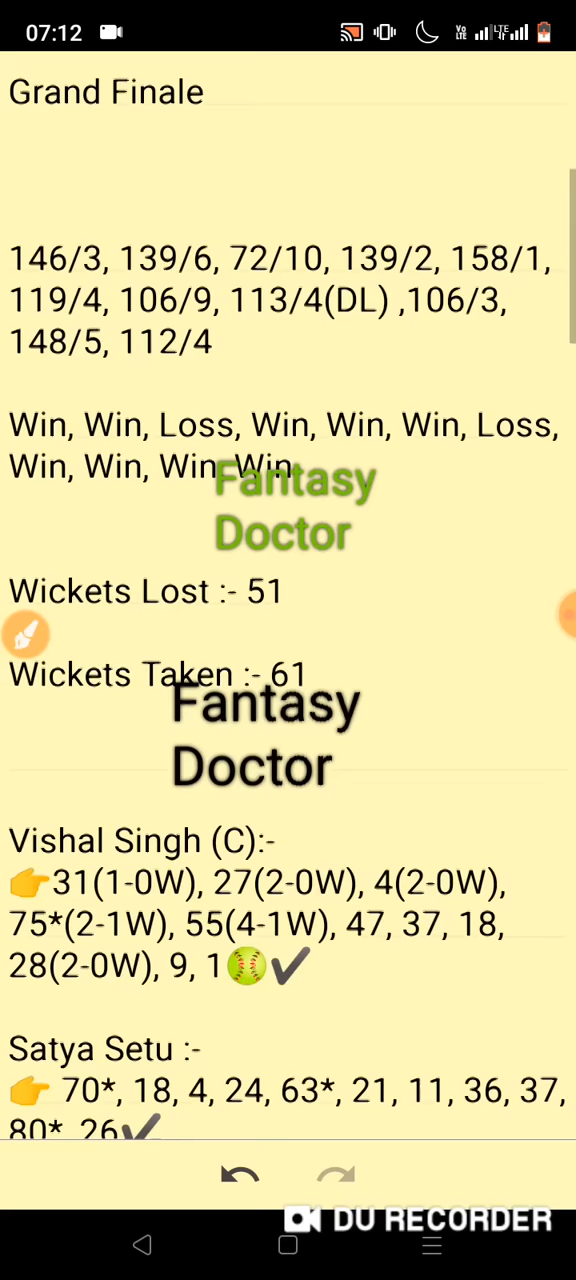 07:12
Vo LTE LTE
Grand Finale
146/3, 139/6, 72/10, 139/2, 158/1,
119/4, 106/9, 113/4(DL) ,106/3,
148/5, 112/4
Win, Win, Loss, Win, Win, Win, Loss,
Win, Win, Win Win
Fantasy
Doctor
Wickets Lost :- 51
Wickets Taken :- 61
Fantasy
Doctor
Vishal Singh (C):-
👉31(1-0W), 27(2-0W), 4(2-0W),
75*(2-1W), 55(4-1W), 47, 37, 18,
28(2-0W), 9, 1🥎✔
Satya Setu :-
👉 70*, 18, 4, 24, 63*, 21, 11, 36, 37,
80*, 26✔
DU RECORDER